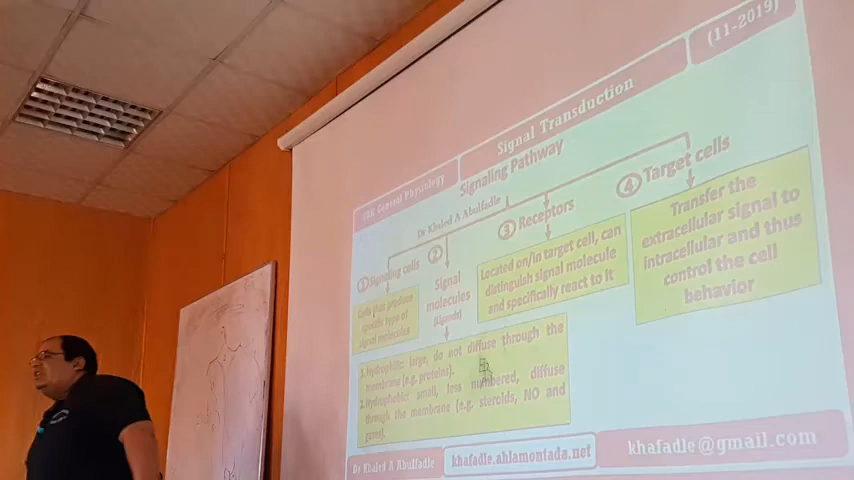 General Physiology
Signal Transduction
(11-2019)
Signaling Pathway
Dr Khaled A Abulfadle
① Signaling cells
Cells that produce
specific type of
signal molecules
②
Signal
molecules
(ligands)
1. Hydrophilic: large, do not diffuse through the
membrane (e.g. proteins).
2. Hydrophobic: small, less numbered, diffuse
through the membrane (e.g. steroids, NO and
gases).
③ Receptors
Located on/in target cell, can
distinguish signal molecule
and specifically react to it
④ Target cells
Transfer the
extracellular signal to
intracellular and thus
control the cell
behavior
Dr Khaled A Abulfadle
khafadle.ahlamontada.net
khafadle@gmail.com